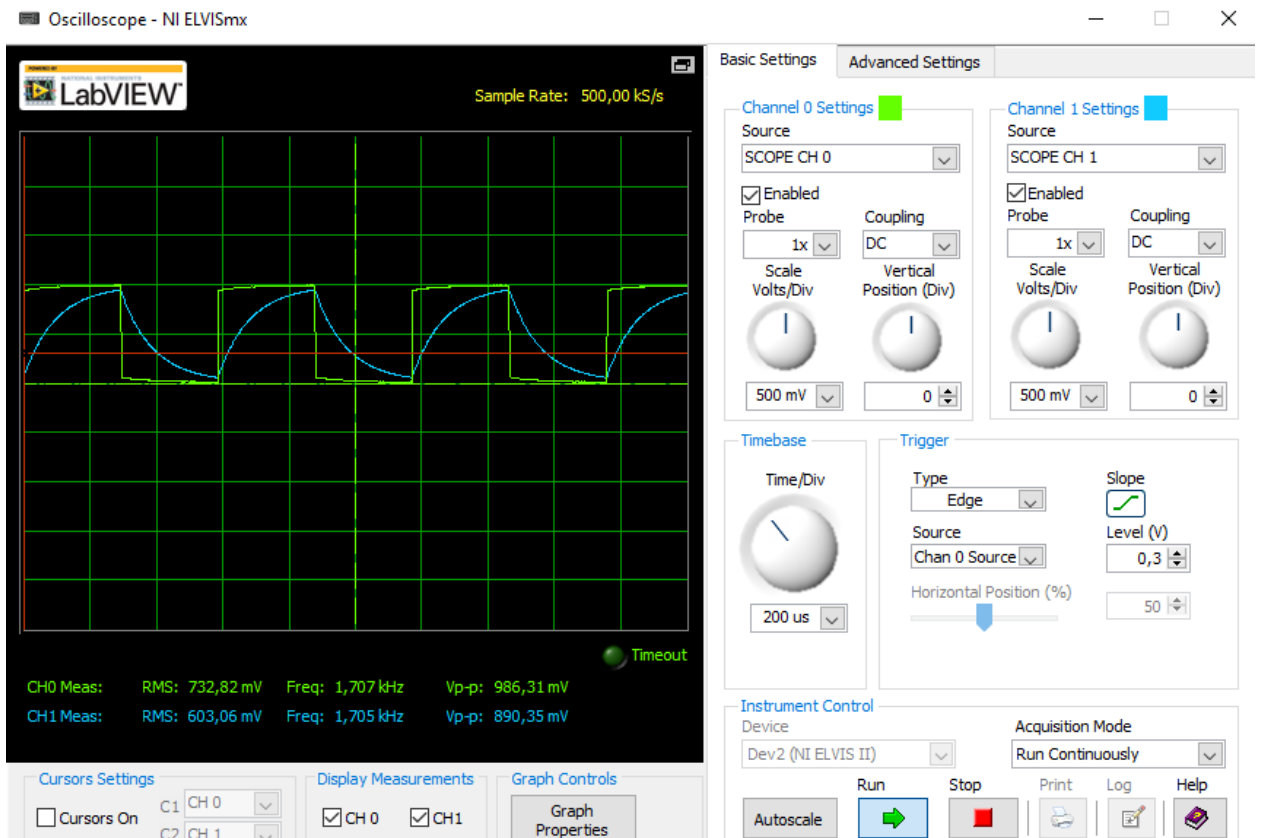 Oscilloscope - NI ELVISmx
POWERED BY
NATIONAL INSTRUMENTS
LabVIEW
Sample Rate: 500,00 kS/s
Timeout
CH0 Meas: RMS: 732,82 mV Freq: 1,707 kHz Vp-p: 986,31 mV
CH1 Meas: RMS: 603,06 mV Freq: 1,705 kHz Vp-p: 890,35 mV
Cursors Settings
Cursors On
C1 CH 0
C2 CH 1
Display Measurements
CH 0 CH1
Graph Controls
Graph
Properties
Basic Settings Advanced Settings
Channel 0 Settings
Source
SCOPE CH 0
Enabled
Probe Coupling
1x DC
Scale Vertical
Volts/Div Position (Div)
500 mV 0
Channel 1 Settings
Source
SCOPE CH 1
Enabled
Probe Coupling
1x DC
Scale Vertical
Volts/Div Position (Div)
500 mV 0
Timebase
Time/Div
200 us
Trigger
Type Slope
Edge
Source Level (V)
Chan 0 Source 0,3
Horizontal Position (%)
50
Instrument Control
Device Acquisition Mode
Dev2 (NI ELVIS II) Run Continuously
Run Stop Print Log Help
Autoscale